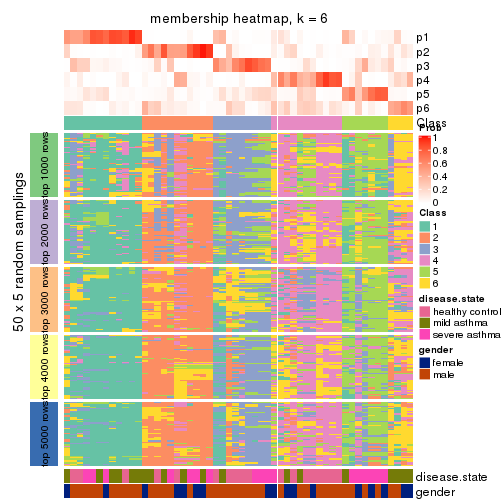 membership heatmap, k = 6
p1
p2
p3
p4
p5
p6
Class
Prob
1
0.8
0.6
0.4
0.2
0
Class
1
2
3
4
5
6
disease.state
healthy control
mild asthma
severe asthma
gender
female
male
50 x 5 random samplings
top 1000 rows
top 2000 rows
top 3000 rows
top 4000 rows
top 5000 rows
disease.state
gender